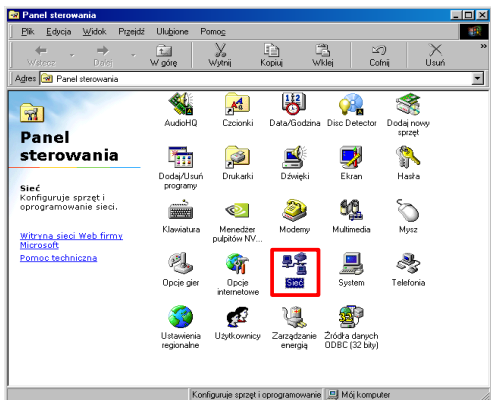 Panel sterowania
Plik Edycja Widok Przejdź Ulubione Pomoc
Wstecz Dalej W górę Wytnij Kopiuj Wklej Cofnij Usuń »
Adres Panel sterowania
Panel
sterowania
Sieć
Konfiguruje sprzęt i
oprogramowanie sieci.
Witryna sieci Web firmy
Microsoft
Pomoc techniczna
AudioHQ Czcionki Data/Godzina Disc Detector Dodaj nowy
sprzęt
Dodaj/Usuń
programy
Drukarki Dźwięki Ekran Hasła
Klawiatura Menedżer
pulpitów NV...
Modemy Multimedia Mysz
Opcje gier Opcje
internetowe
Sieć System Telefonia
Ustawienia
regionalne
Użytkownicy Zarządzanie
energią
Źródła danych
ODBC (32 bity)
Konfiguruje sprzęt i oprogramowanie Mój komputer